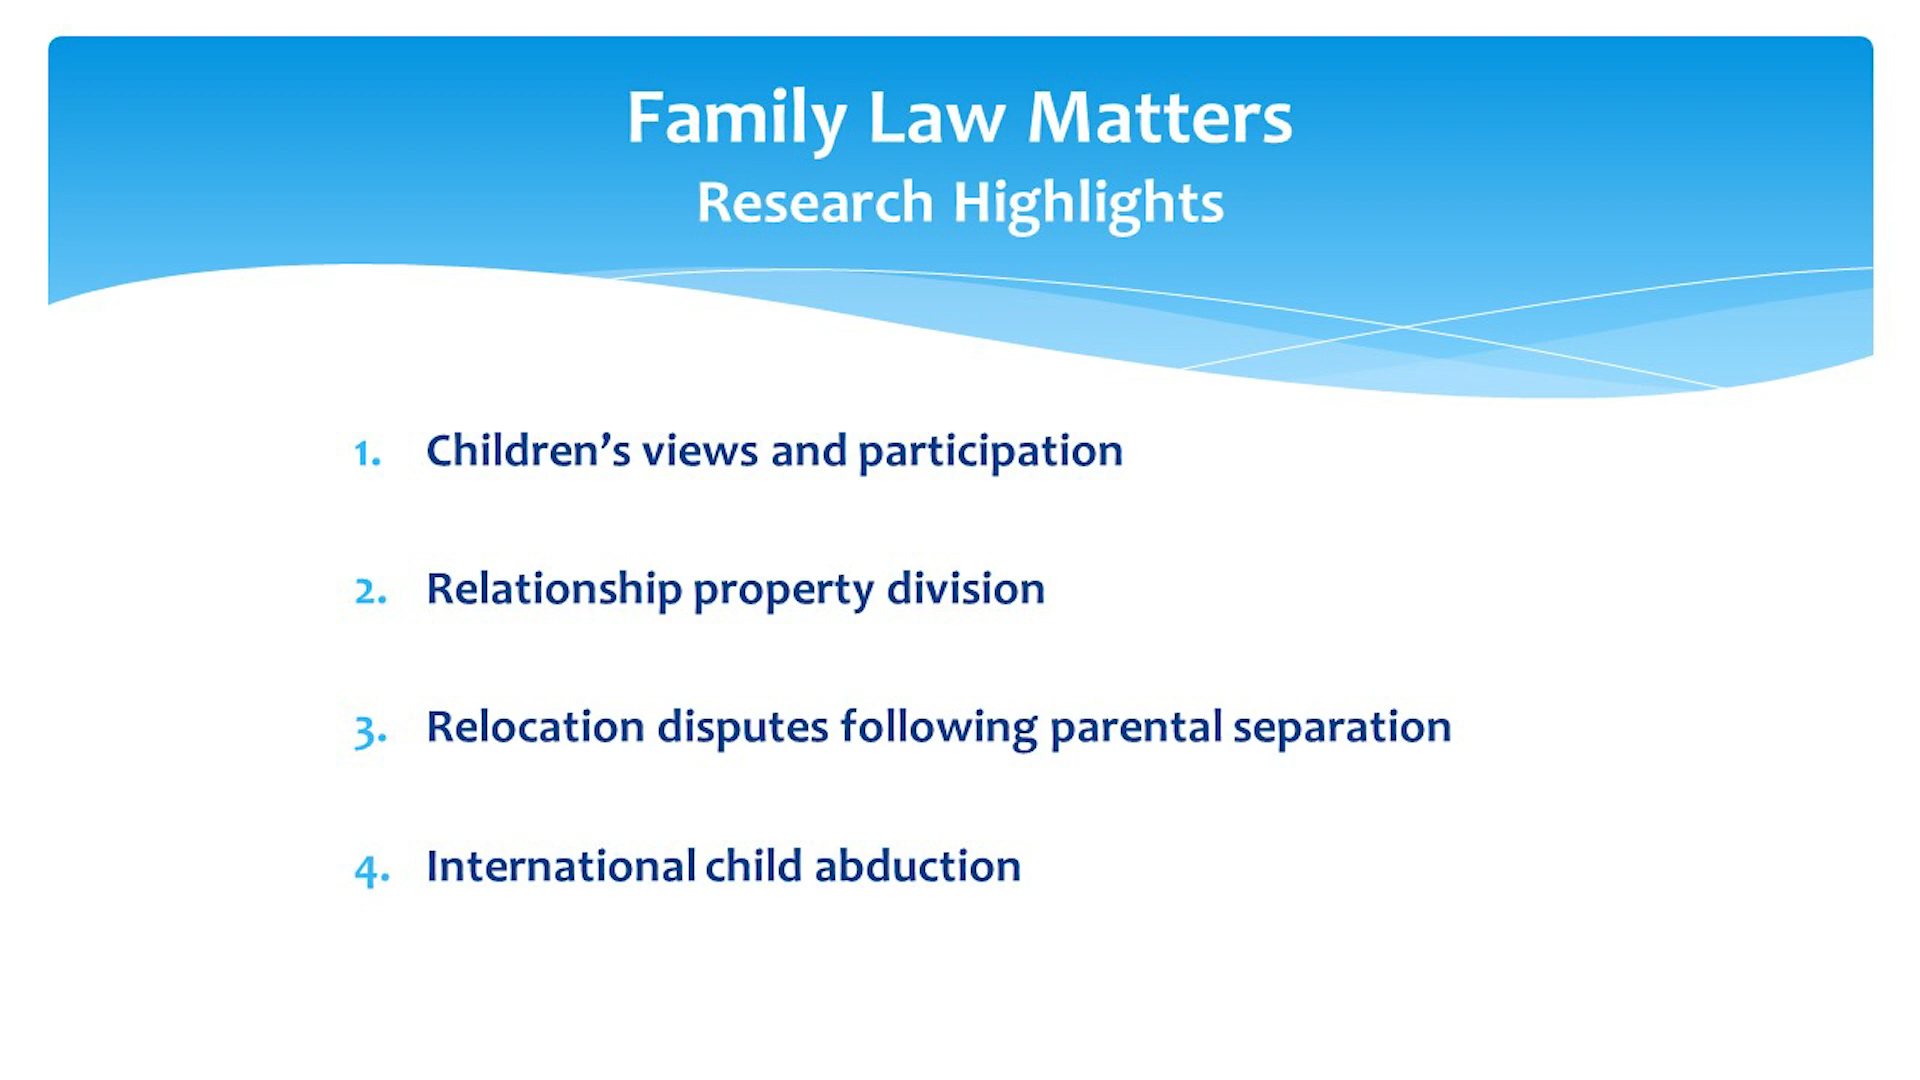 Family Law Matters
Research Highlights
1. Children’s views and participation
2. Relationship property division
3. Relocation disputes following parental separation
4. International child abduction